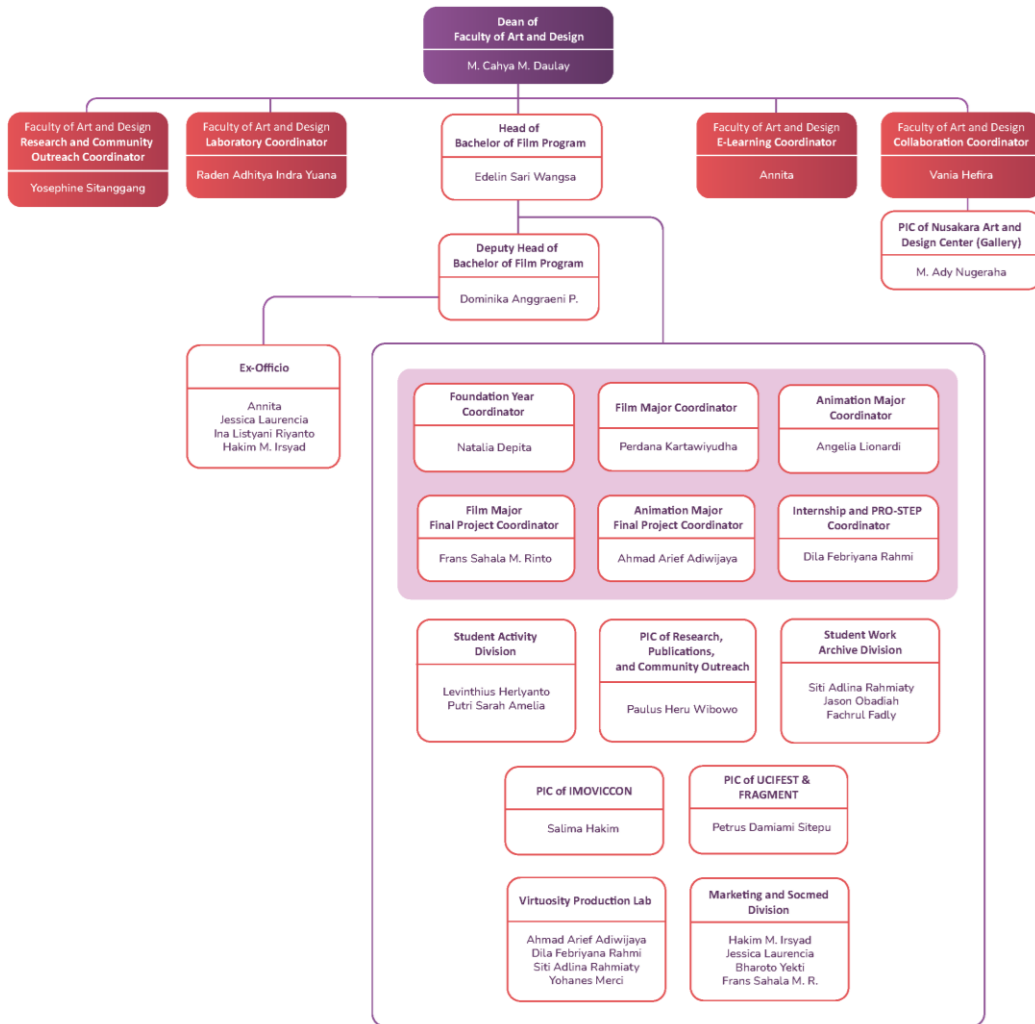 Dean of
Faculty of Art and Design
M. Cahya M. Daulay
Faculty of Art and Design
Research and Community
Outreach Coordinator
Yosephine Sitanggang
Faculty of Art and Design
Laboratory Coordinator
Raden Adhitya Indra Yuana
Head of
Bachelor of Film Program
Edelin Sari Wangsa
Faculty of Art and Design
E-Learning Coordinator
Annita
Faculty of Art and Design
Collaboration Coordinator
Vania Hefira
PIC of Nusakara Art and
Design Center (Gallery)
M. Ady Nugeraha
Deputy Head of
Bachelor of Film Program
Dominika Anggraeni P.
Ex-Officio
Annita
Jessica Laurencia
Ina Listyani Riyanto
Hakim M. Irsyad
Foundation Year
Coordinator
Natalia Depita
Film Major Coordinator
Perdana Kartawiyudha
Animation Major
Coordinator
Angelia Lionardi
Film Major
Final Project Coordinator
Frans Sahala M. Rinto
Animation Major
Final Project Coordinator
Ahmad Arief Adiwijaya
Internship and PRO-STEP
Coordinator
Dila Febriyana Rahmi
Student Activity
Division
Levinthius Herlyanto
Putri Sarah Amelia
PIC of Research,
Publications,
and Community Outreach
Paulus Heru Wibowo
Student Work
Archive Division
Siti Adlina Rahmiaty
Jason Obadiah
Fachrul Fadly
PIC of IMOVICCON
Salima Hakim
PIC of UCIFEST &
FRAGMENT
Petrus Damiami Sitepu
Virtuosity Production Lab
Ahmad Arief Adiwijaya
Dila Febriyana Rahmi
Siti Adlina Rahmiaty
Yohanes Merci
Marketing and Socmed
Division
Hakim M. Irsyad
Jessica Laurencia
Bharoto Yekti
Frans Sahala M. R.